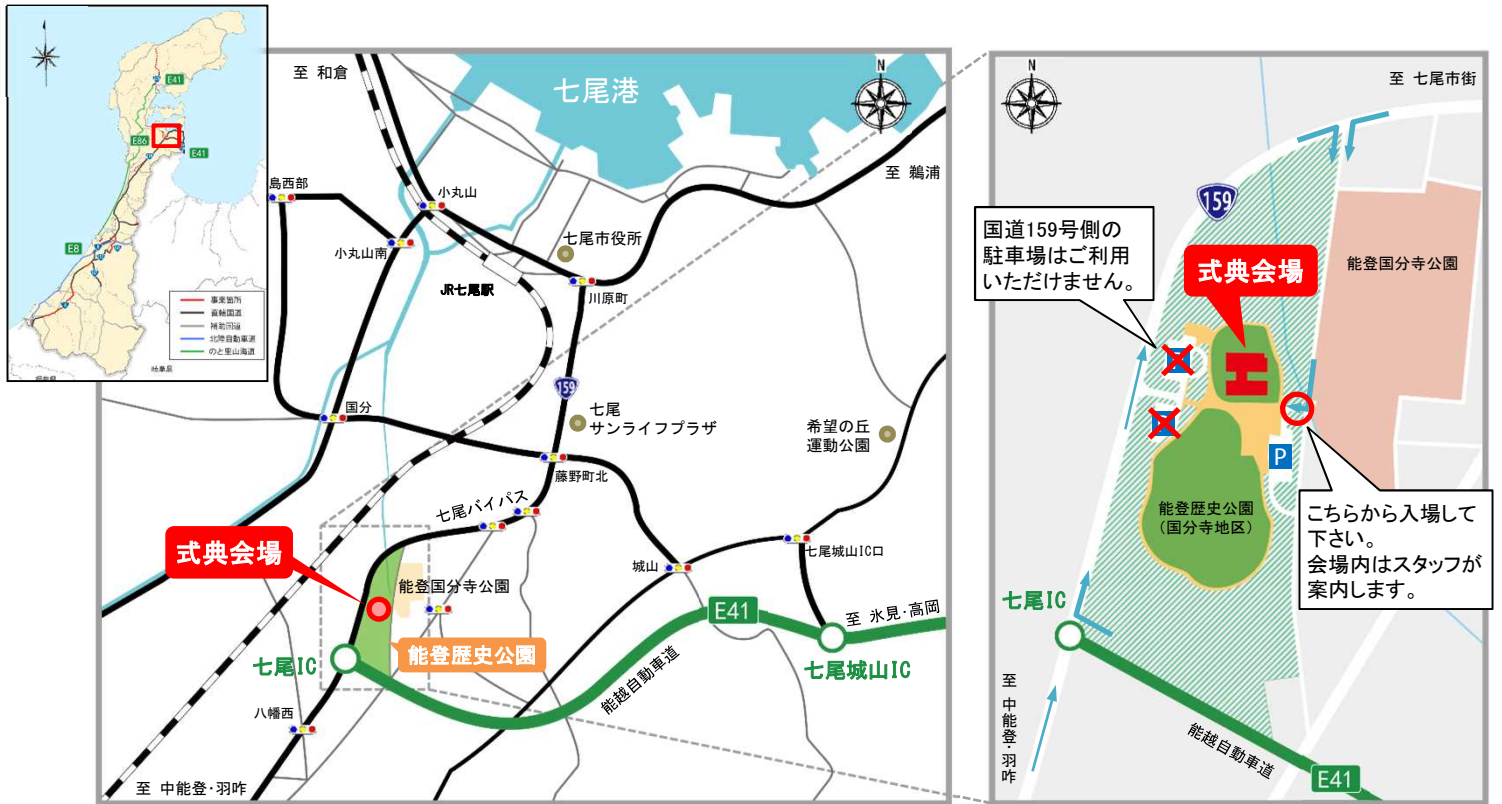 E41
E86
E41
E8
事業箇所
直轄国道
補助国道
北陸自動車道
のと里山海道
岐阜県
至 和倉
七尾港
N
至 鵜浦
島西部
小丸山
小丸山南
七尾市役所
JR七尾駅
川原町
159
国分
七尾
サンライフプラザ
希望の丘
運動公園
藤野町北
七尾バイパス
式典会場
城山
七尾城山IC口
能登国分寺公園
E41
至 氷見・高岡
七尾IC
能登歴史公園
七尾城山IC
能越自動車道
八幡西
至 中能登・羽咋
N
至 七尾市街
159
国道159号側の
駐車場はご利用
いただけません。
式典会場
能登国分寺公園
P
能登歴史公園
(国分寺地区)
こちらから入場して
下さい。
会場内はスタッフが
案内します。
七尾IC
至 中能登・羽咋
能越自動車道
E41